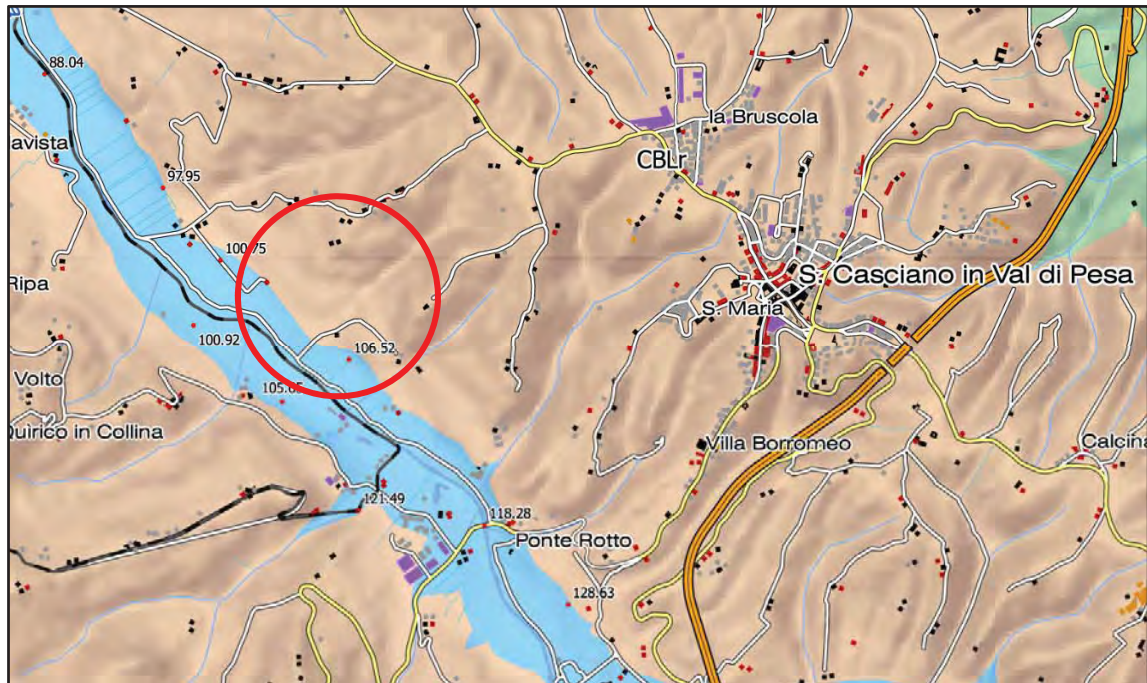 88.04
la Bruscola
avista
CBLr
97.95
100.75
S. Casciano in Val di Pesa
Ripa
S. Maria
100.92
106.52
Volto
105.65
Quirico in Collina
Villa Borromeo
Calcina
121.49
118.28
Ponte Rotto
128.63